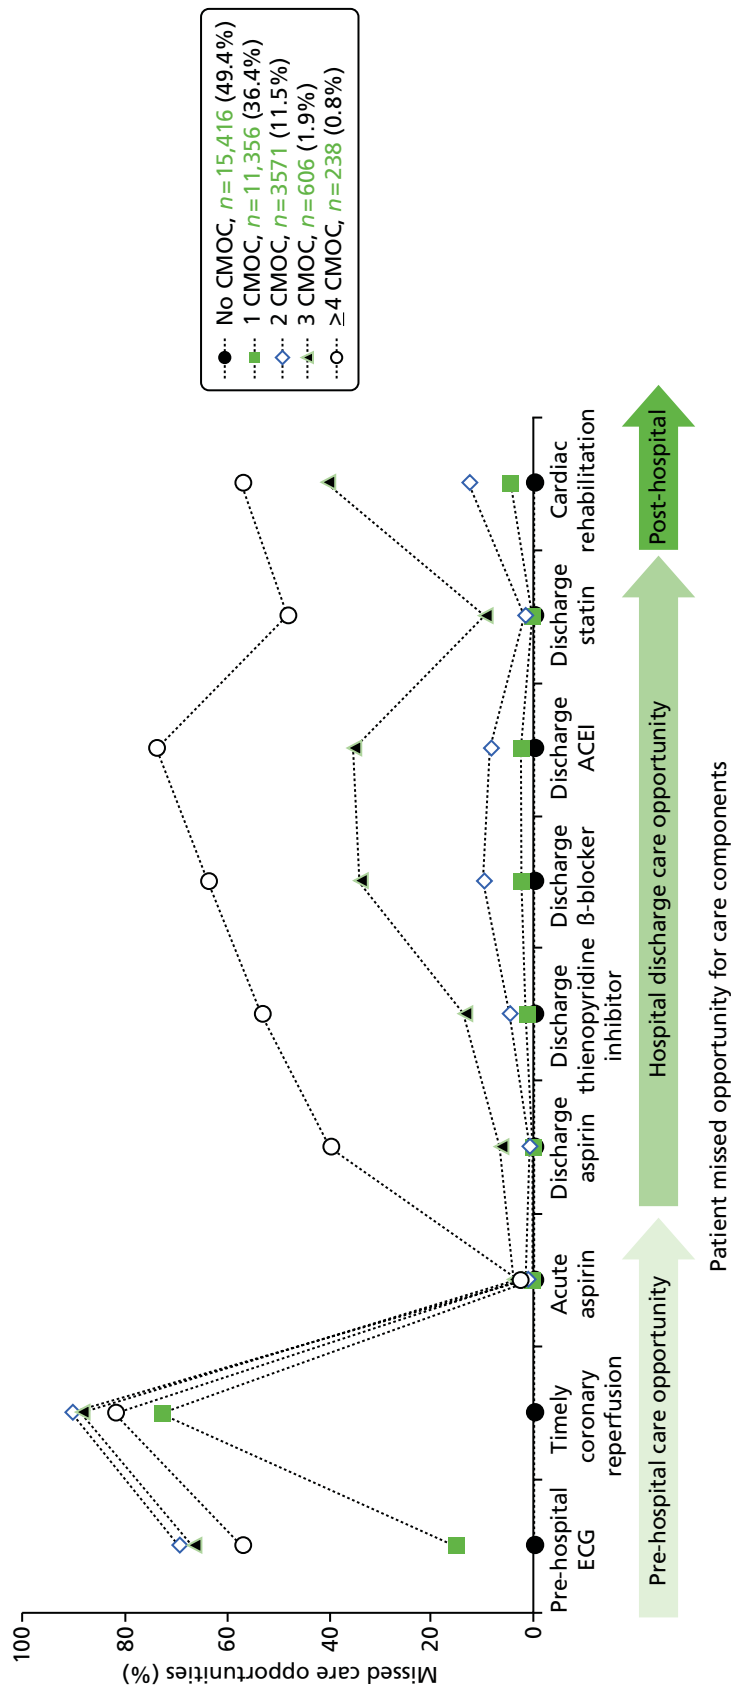 No CMOC, n=15,416 (49.4%)
1 CMOC, n=11,356 (36.4%)
2 CMOC, n=3571 (11.5%)
3 CMOC, n=606 (1.9%)
≥4 CMOC, n=238 (0.8%)
Missed care opportunities (%)
100
80
60
40
20
0
Pre-hospital
ECG
Timely
coronary
reperfusion
Acute
aspirin
Discharge
aspirin
Discharge
thienopyridine
inhibitor
Discharge
ß-blocker
Discharge
ACEI
Discharge
statin
Cardiac
rehabilitation
Pre-hospital care opportunity
Hospital discharge care opportunity
Post-hospital
Patient missed opportunity for care components